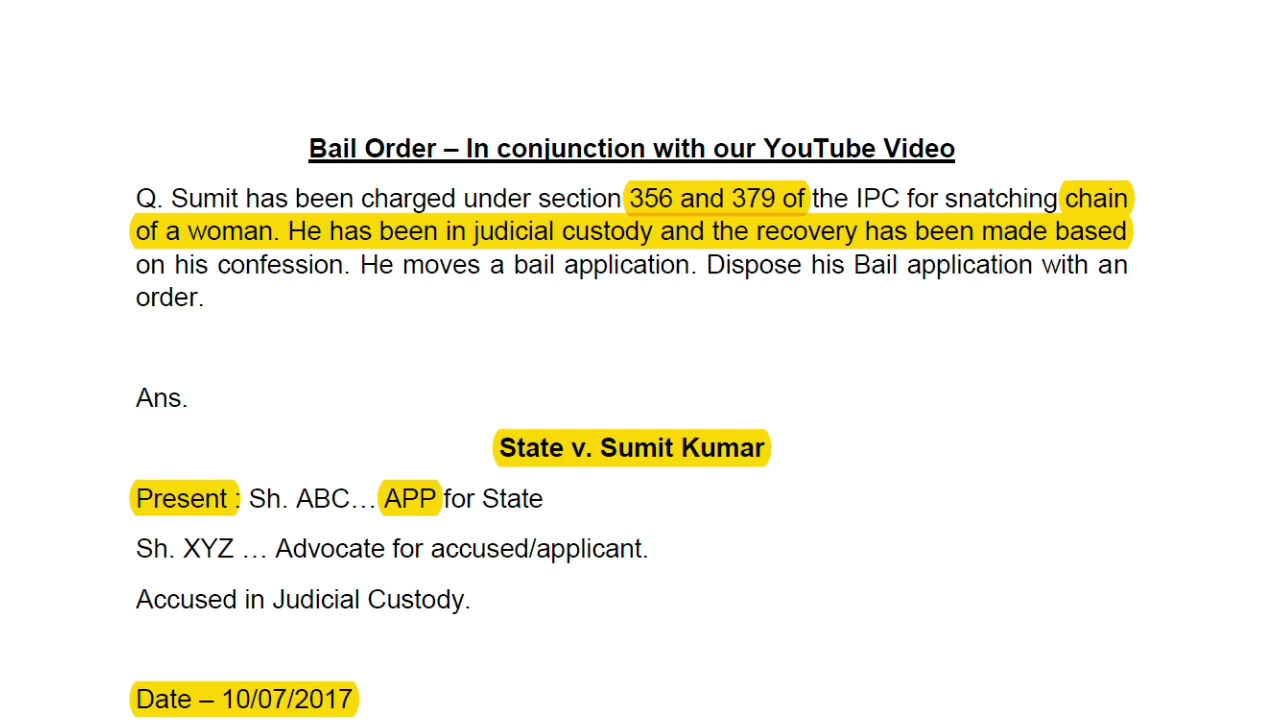 Bail Order – In conjunction with our YouTube Video
Q. Sumit has been charged under section 356 and 379 of the IPC for snatching chain
of a woman. He has been in judicial custody and the recovery has been made based
on his confession. He moves a bail application. Dispose his Bail application with an
order.
Ans.
State v. Sumit Kumar
Present : Sh. ABC… APP for State
Sh. XYZ … Advocate for accused/applicant.
Accused in Judicial Custody.
Date – 10/07/2017